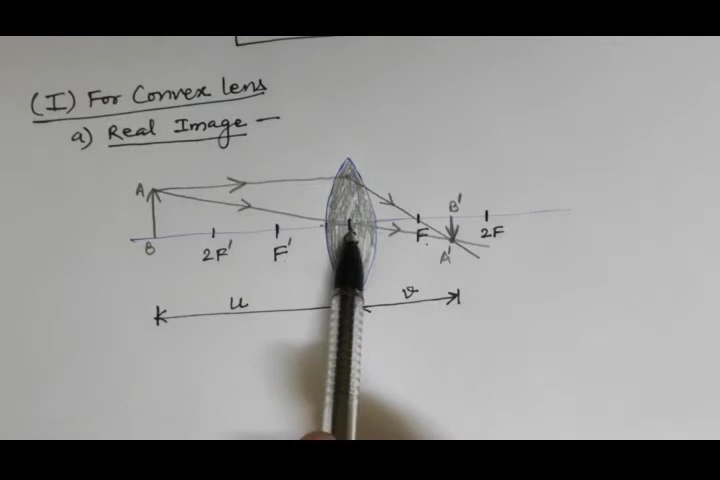 (I) For Convex lens
a) Real Image —
A
B'
B
2F'
F'
F
2F
A'
u
v